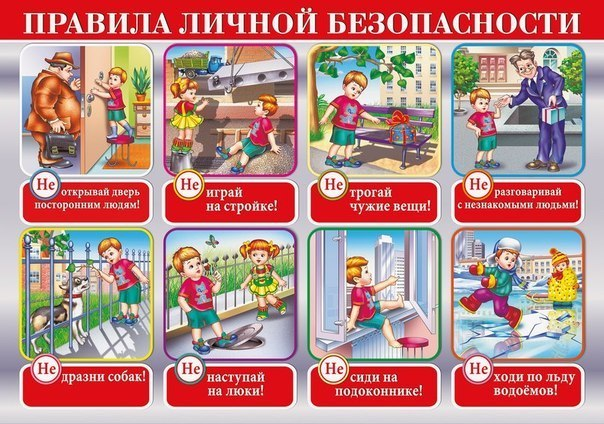 ПРАВИЛА ЛИЧНОЙ БЕЗОПАСНОСТИ
Не открывай дверь
посторонним людям!
Не играй
на стройке!
Не трогай
чужие вещи!
Не разговаривай
с незнакомыми людьми!
Не дразни собак!
Не наступай
на люки!
Не сиди на
подоконнике!
Не ходи по льду
водоёмов!